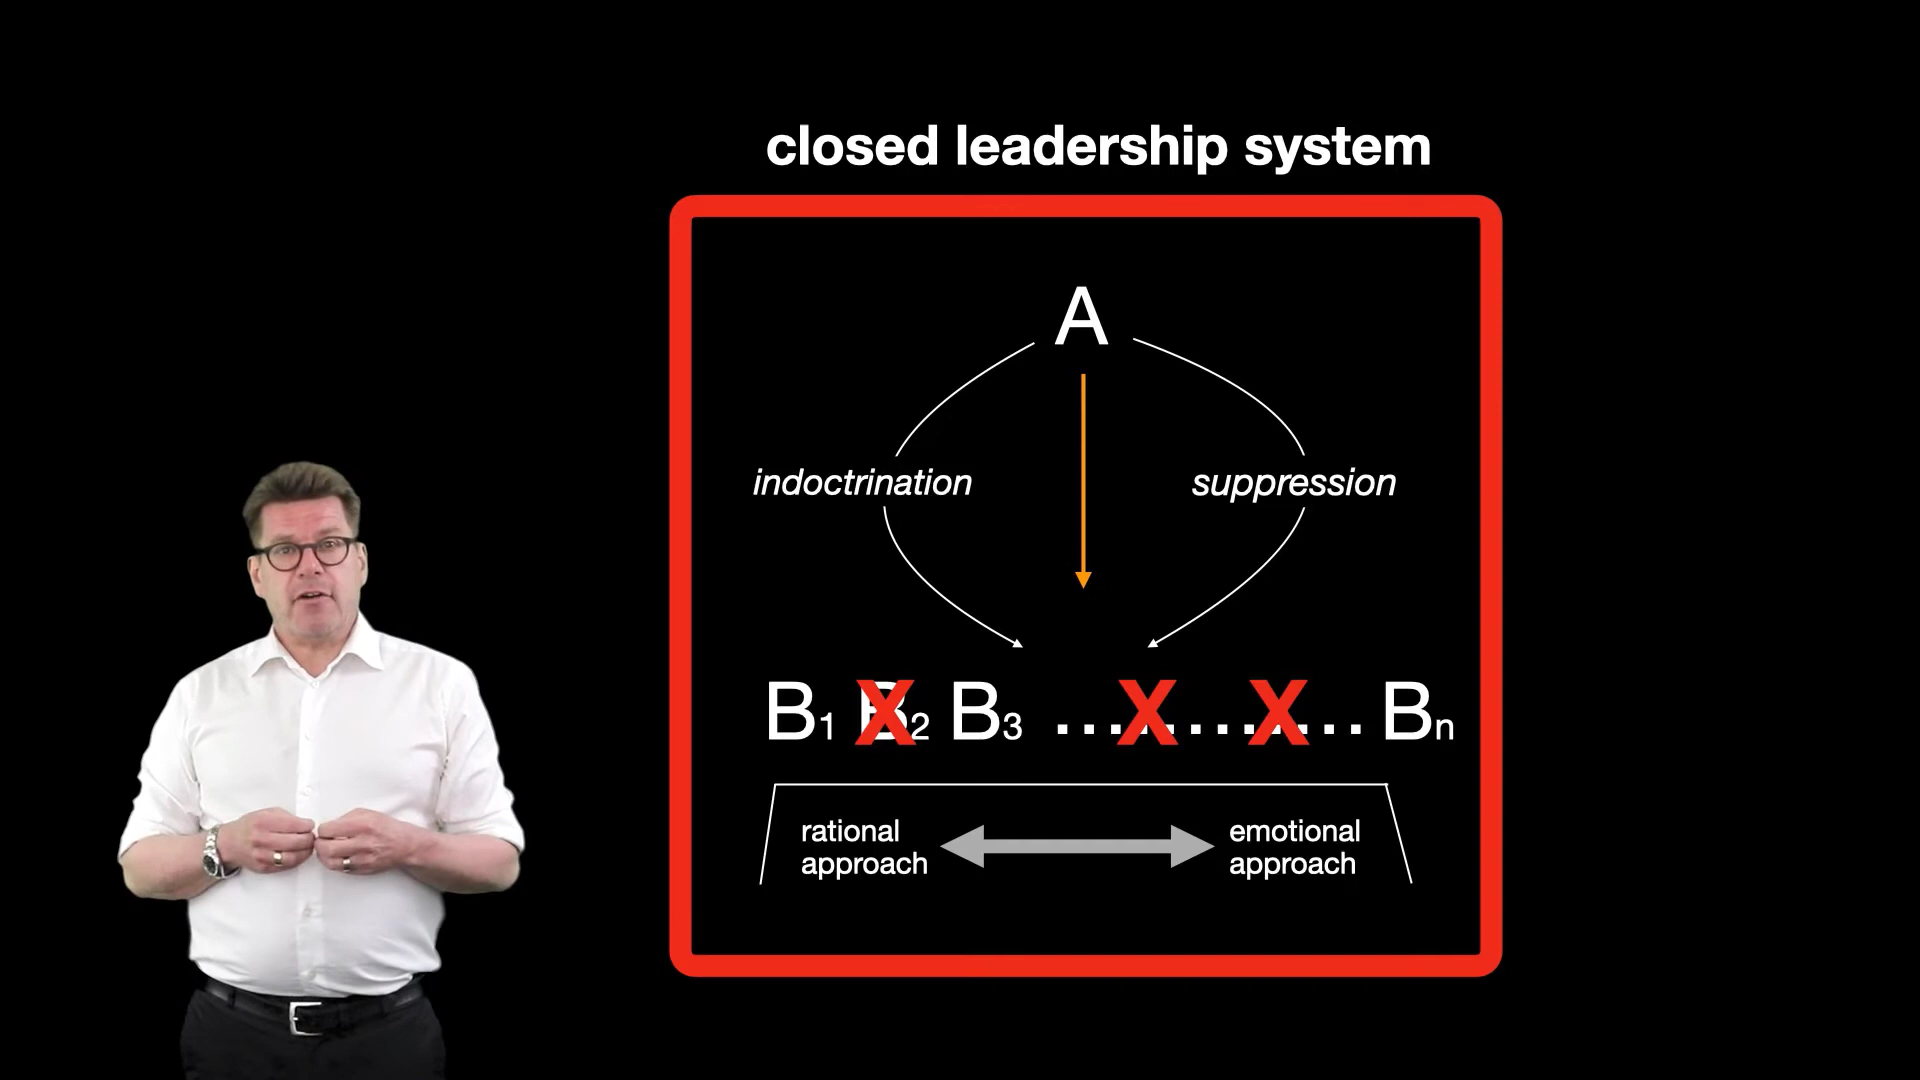 closed leadership system
A
indoctrination
suppression
B1 B2 B3 ...X...X... Bn
rational
approach
emotional
approach